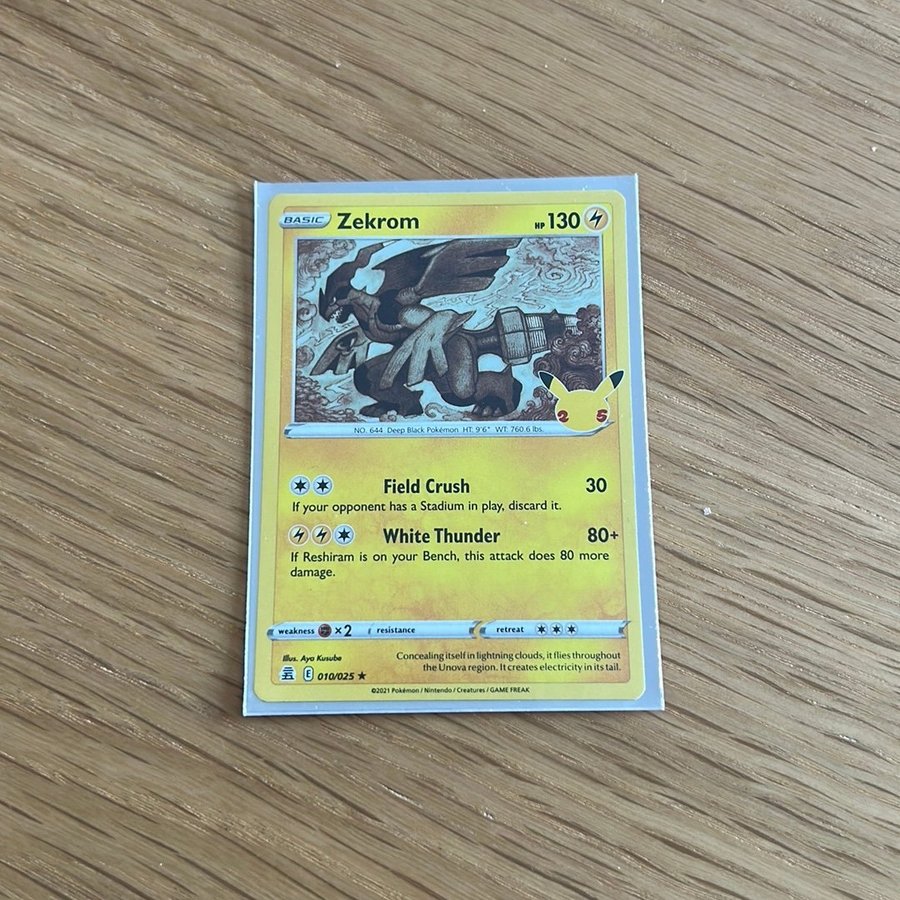 BASIC Zekrom HP 130
25
NO. 644 Deep Black Pokémon HT: 9'6" WT: 760.6 lbs.
Field Crush 30
If your opponent has a Stadium in play, discard it.
White Thunder 80+
If Reshiram is on your Bench, this attack does 80 more
damage.
weakness ×2 resistance retreat
Illus. Aya Kusube
Concealing itself in lightning clouds, it flies throughout
the Unova region. It creates electricity in its tail.
E 010/025 ★
©2021 Pokémon / Nintendo / Creatures / GAME FREAK